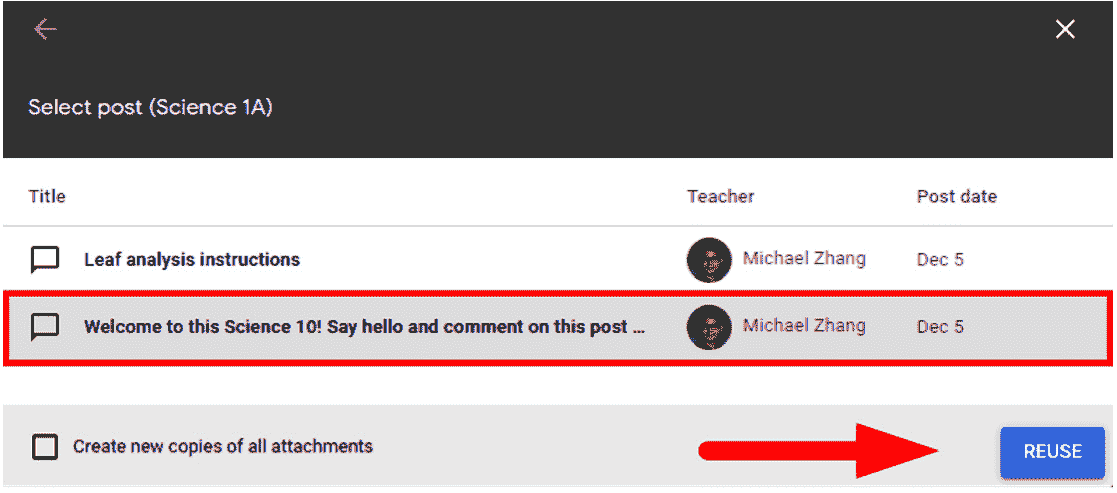 Select post (Science 1A)
Title Teacher Post date
Leaf analysis instructions Michael Zhang Dec 5
Welcome to this Science 10! Say hello and comment on this post ... Michael Zhang Dec 5
Create new copies of all attachments REUSE